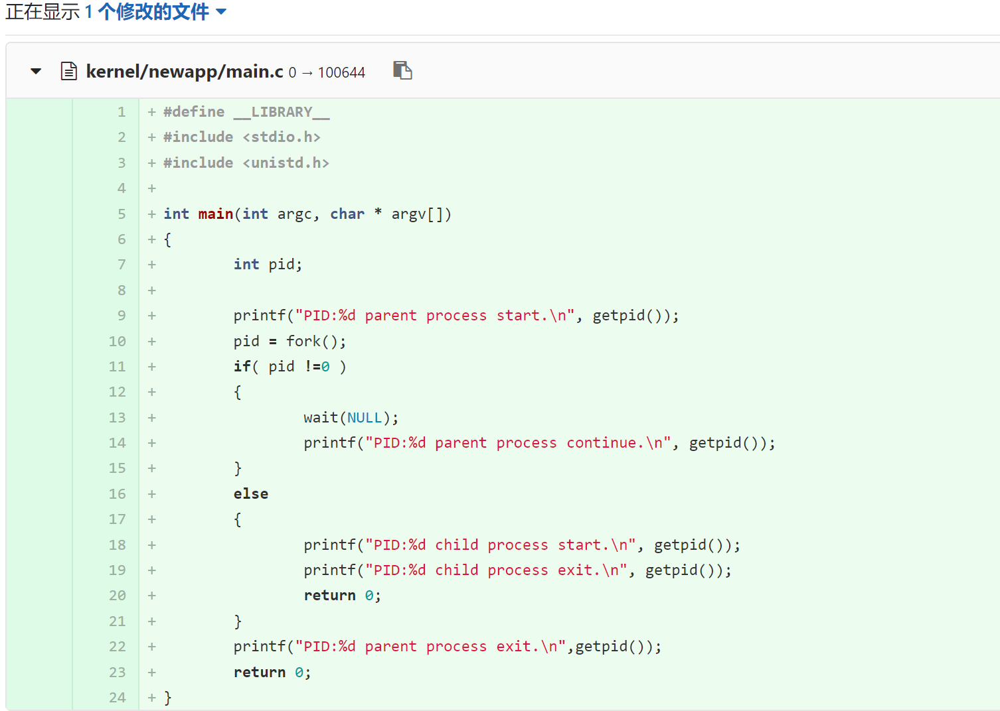 正在显示 1 个修改的文件
kernel/newapp/main.c 0 → 100644
1 + #define __LIBRARY__
2 + #include <stdio.h>
3 + #include <unistd.h>
4 +
5 + int main(int argc, char * argv[])
6 + {
7 + int pid;
8 +
9 + printf("PID:%d parent process start.\n", getpid());
10 + pid = fork();
11 + if( pid !=0 )
12 + {
13 + wait(NULL);
14 + printf("PID:%d parent process continue.\n", getpid());
15 + }
16 + else
17 + {
18 + printf("PID:%d child process start.\n", getpid());
19 + printf("PID:%d child process exit.\n", getpid());
20 + return 0;
21 + }
22 + printf("PID:%d parent process exit.\n",getpid());
23 + return 0;
24 + }